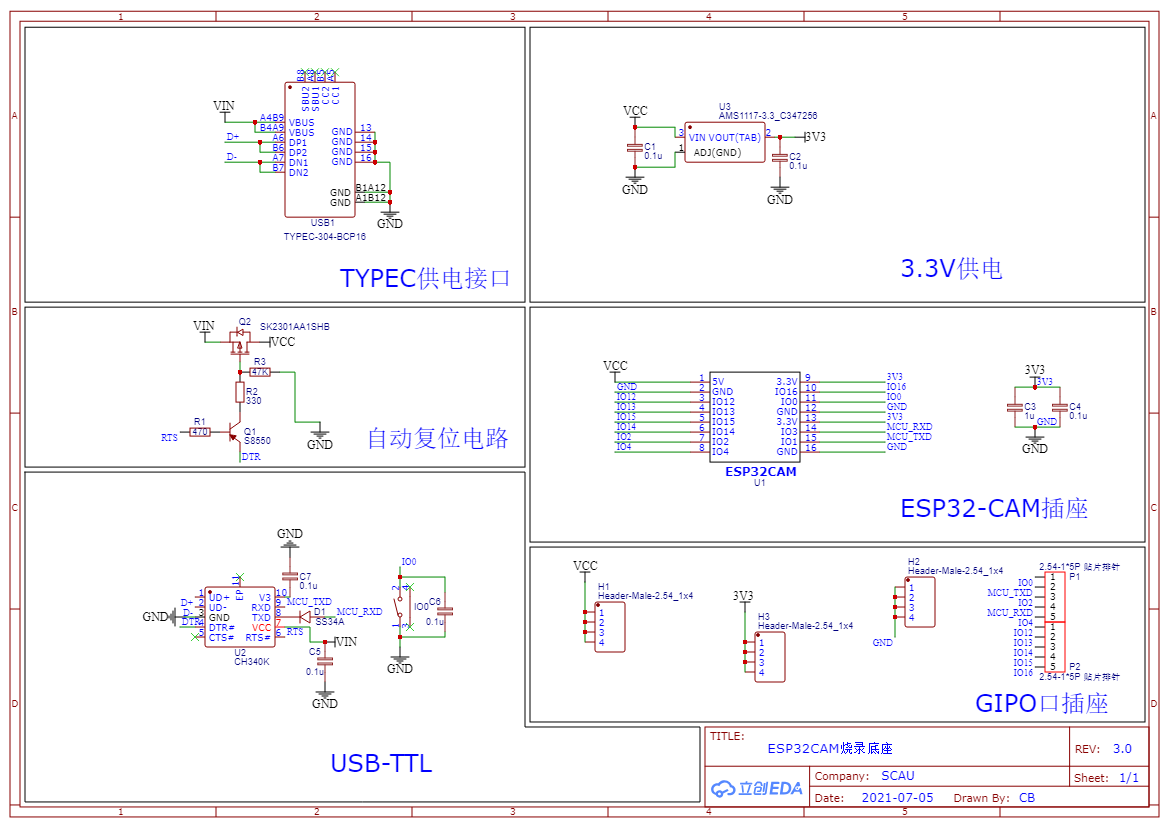 1 2 3 4 5
A
B
C
D
A
B
C
D
1 2 3 4 5
B8 A8 B5 A5
SBU2 SBU1 CC2 CC1
VIN
D+
D-
A4B9 VBUS
B4A9 VBUS
A6 DP1
B6 DP2
A7 DN1
B7 DN2
GND 13
GND 14
GND 15
GND 16
GND B1A12
GND A1B12
GND
USB1
TYPEC-304-BCP16
TYPEC供电接口
VCC
U3
AMS1117-3.3_C347256
3 VIN VOUT(TAB) 2
1 ADJ(GND)
3V3
C1
0.1u
C2
0.1u
GND
GND
3.3V供电
VIN
Q2
SK2301AA1SHB
VCC
R3
47K
R2
330
R1
470
RTS
Q1
S8550
DTR
GND
自动复位电路
VCC
1 5V
GND 2 GND
IO12 3 IO12
IO13 4 IO13
IO15 5 IO15
IO14 6 IO14
IO2 7 IO2
IO4 8 IO4
3.3V 9 3V3
IO16 10 IO16
IO0 11 IO0
GND 12 GND
3.3V 13 3V3
IO3 14 MCU_RXD
IO1 15 MCU_TXD
GND 16 GND
ESP32CAM
U1
3V3
3V3
C3
1u
C4
0.1u
GND
GND
ESP32-CAM插座
GND
C7
0.1u
11
EP
D+ 1 UD+
D- 2 UD-
GND 3 GND
DTR 4 DTR#
5 CTS#
V3 10
RXD 9 MCU_TXD
TXD 8
VCC 7
RTS# 6 RTS
U2
CH340K
D1
SS34A
MCU_RXD
VIN
C5
0.1u
GND
IO0
2 4
IO0
1 3
C6
0.1u
GND
USB-TTL
VCC
H1
Header-Male-2.54_1x4
1
2
3
4
3V3
H3
Header-Male-2.54_1x4
1
2
3
4
H2
Header-Male-2.54_1x4
1
2
3
4
GND
2.54-1*5P 贴片排针
P1
IO0 1
MCU_TXD 2
IO2 3
MCU_RXD 4
IO4 5
IO12 1
IO13 2
IO14 3
IO15 4
IO16 5
P2
2.54-1*5P 贴片排针
GIPO口插座
TITLE:
ESP32CAM烧录底座
REV: 3.0
立创EDA
Company: SCAU
Sheet: 1/1
Date: 2021-07-05 Drawn By: CB